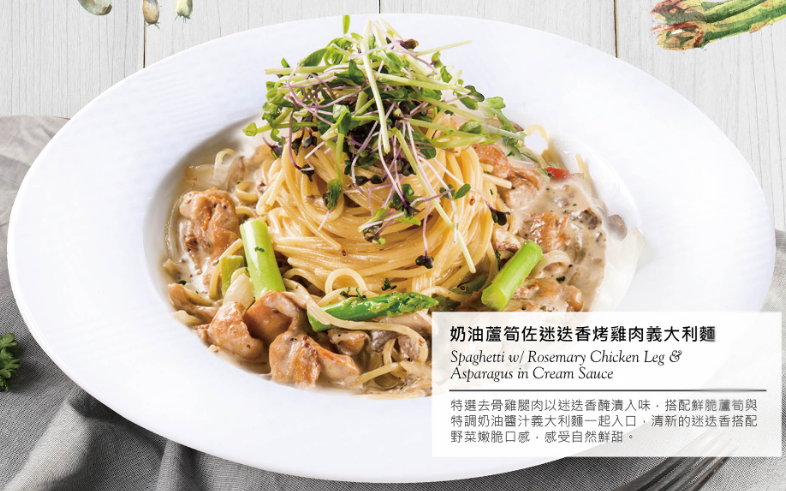 奶油蘆筍佐迷迭香烤雞肉義大利麵
Spaghetti w/ Rosemary Chicken Leg &
Asparagus in Cream Sauce
特選去骨雞腿肉以迷迭香醃漬入味，搭配鮮脆蘆筍與
特調奶油醬汁義大利麵一起入口，清新的迷迭香搭配
野菜嫩脆口感，感受自然鮮甜。